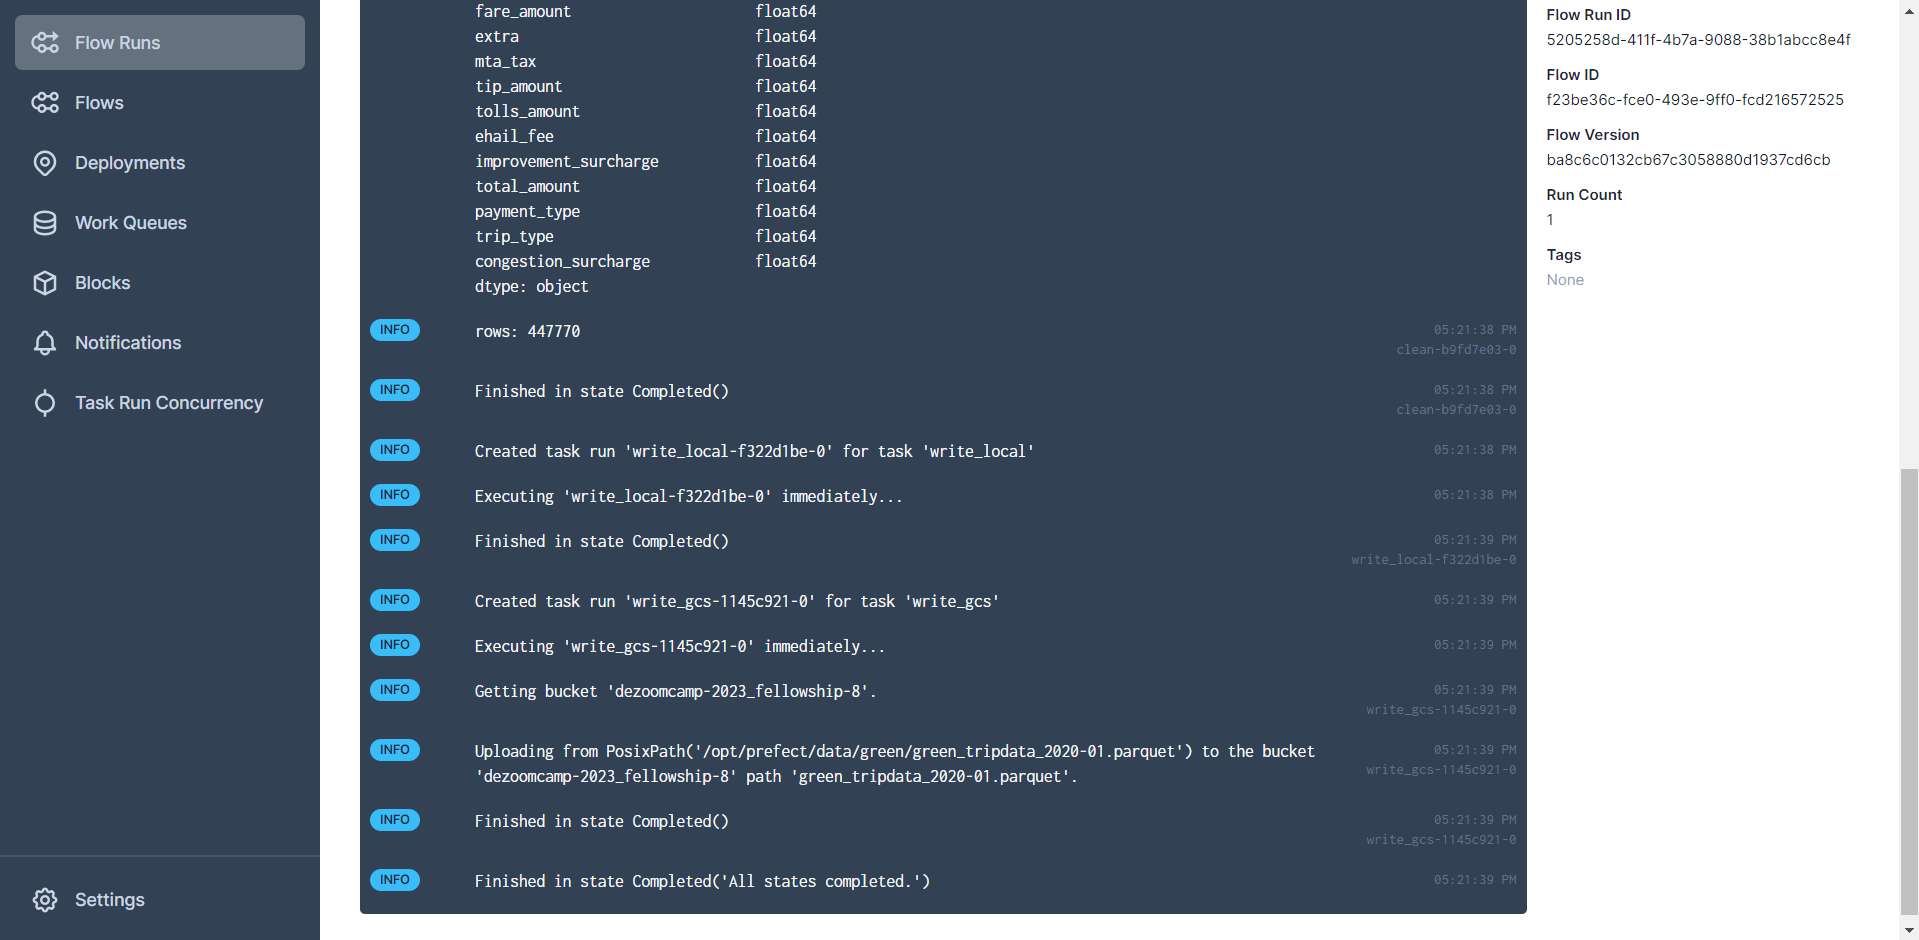 Flow Runs
Flows
Deployments
Work Queues
Blocks
Notifications
Task Run Concurrency
Settings
fare_amount float64
extra float64
mta_tax float64
tip_amount float64
tolls_amount float64
ehail_fee float64
improvement_surcharge float64
total_amount float64
payment_type float64
trip_type float64
congestion_surcharge float64
dtype: object
INFO rows: 447770 05:21:38 PM
clean-b9fd7e03-0
INFO Finished in state Completed() 05:21:38 PM
clean-b9fd7e03-0
INFO Created task run 'write_local-f322d1be-0' for task 'write_local' 05:21:38 PM
INFO Executing 'write_local-f322d1be-0' immediately... 05:21:38 PM
INFO Finished in state Completed() 05:21:39 PM
write_local-f322d1be-0
INFO Created task run 'write_gcs-1145c921-0' for task 'write_gcs' 05:21:39 PM
INFO Executing 'write_gcs-1145c921-0' immediately... 05:21:39 PM
INFO Getting bucket 'dezoomcamp-2023_fellowship-8'. 05:21:39 PM
write_gcs-1145c921-0
INFO Uploading from PosixPath('/opt/prefect/data/green/green_tripdata_2020-01.parquet') to the bucket 05:21:39 PM
'dezoomcamp-2023_fellowship-8' path 'green_tripdata_2020-01.parquet'. write_gcs-1145c921-0
INFO Finished in state Completed() 05:21:39 PM
write_gcs-1145c921-0
INFO Finished in state Completed('All states completed.') 05:21:39 PM
Flow Run ID
5205258d-411f-4b7a-9088-38b1abcc8e4f
Flow ID
f23be36c-fce0-493e-9ff0-fcd216572525
Flow Version
ba8c6c0132cb67c3058880d1937cd6cb
Run Count
1
Tags
None